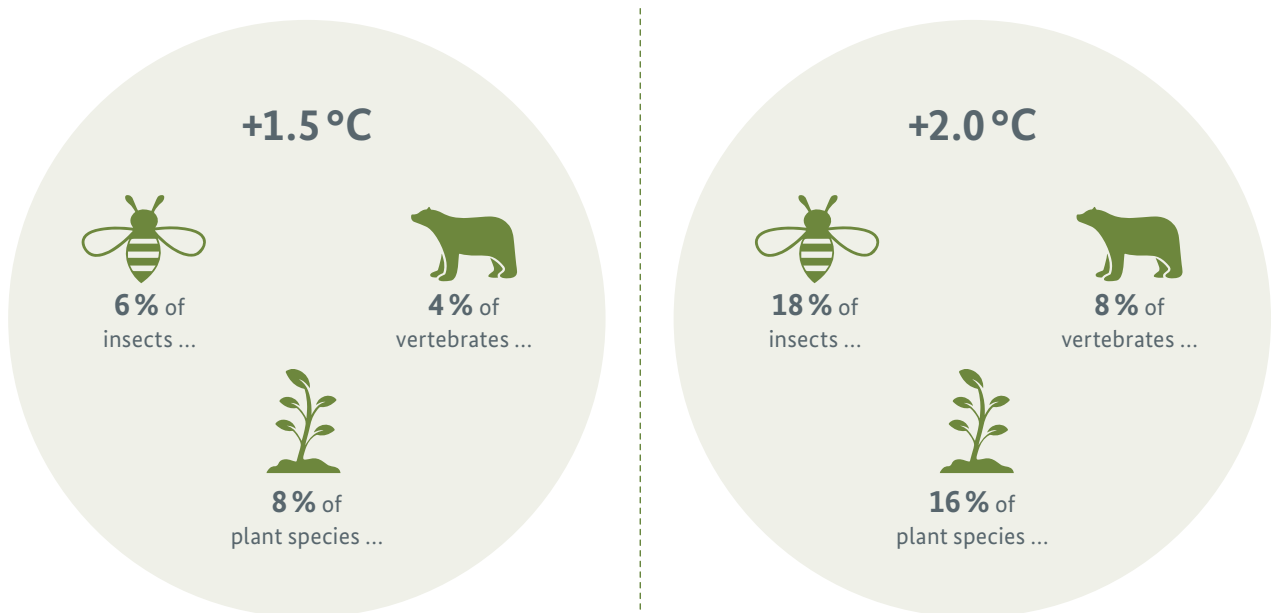 +1.5 °C
6 % of
insects ...
4 % of
vertebrates ...
8 % of
plant species ...
+2.0 °C
18 % of
insects ...
8 % of
vertebrates ...
16 % of
plant species ...